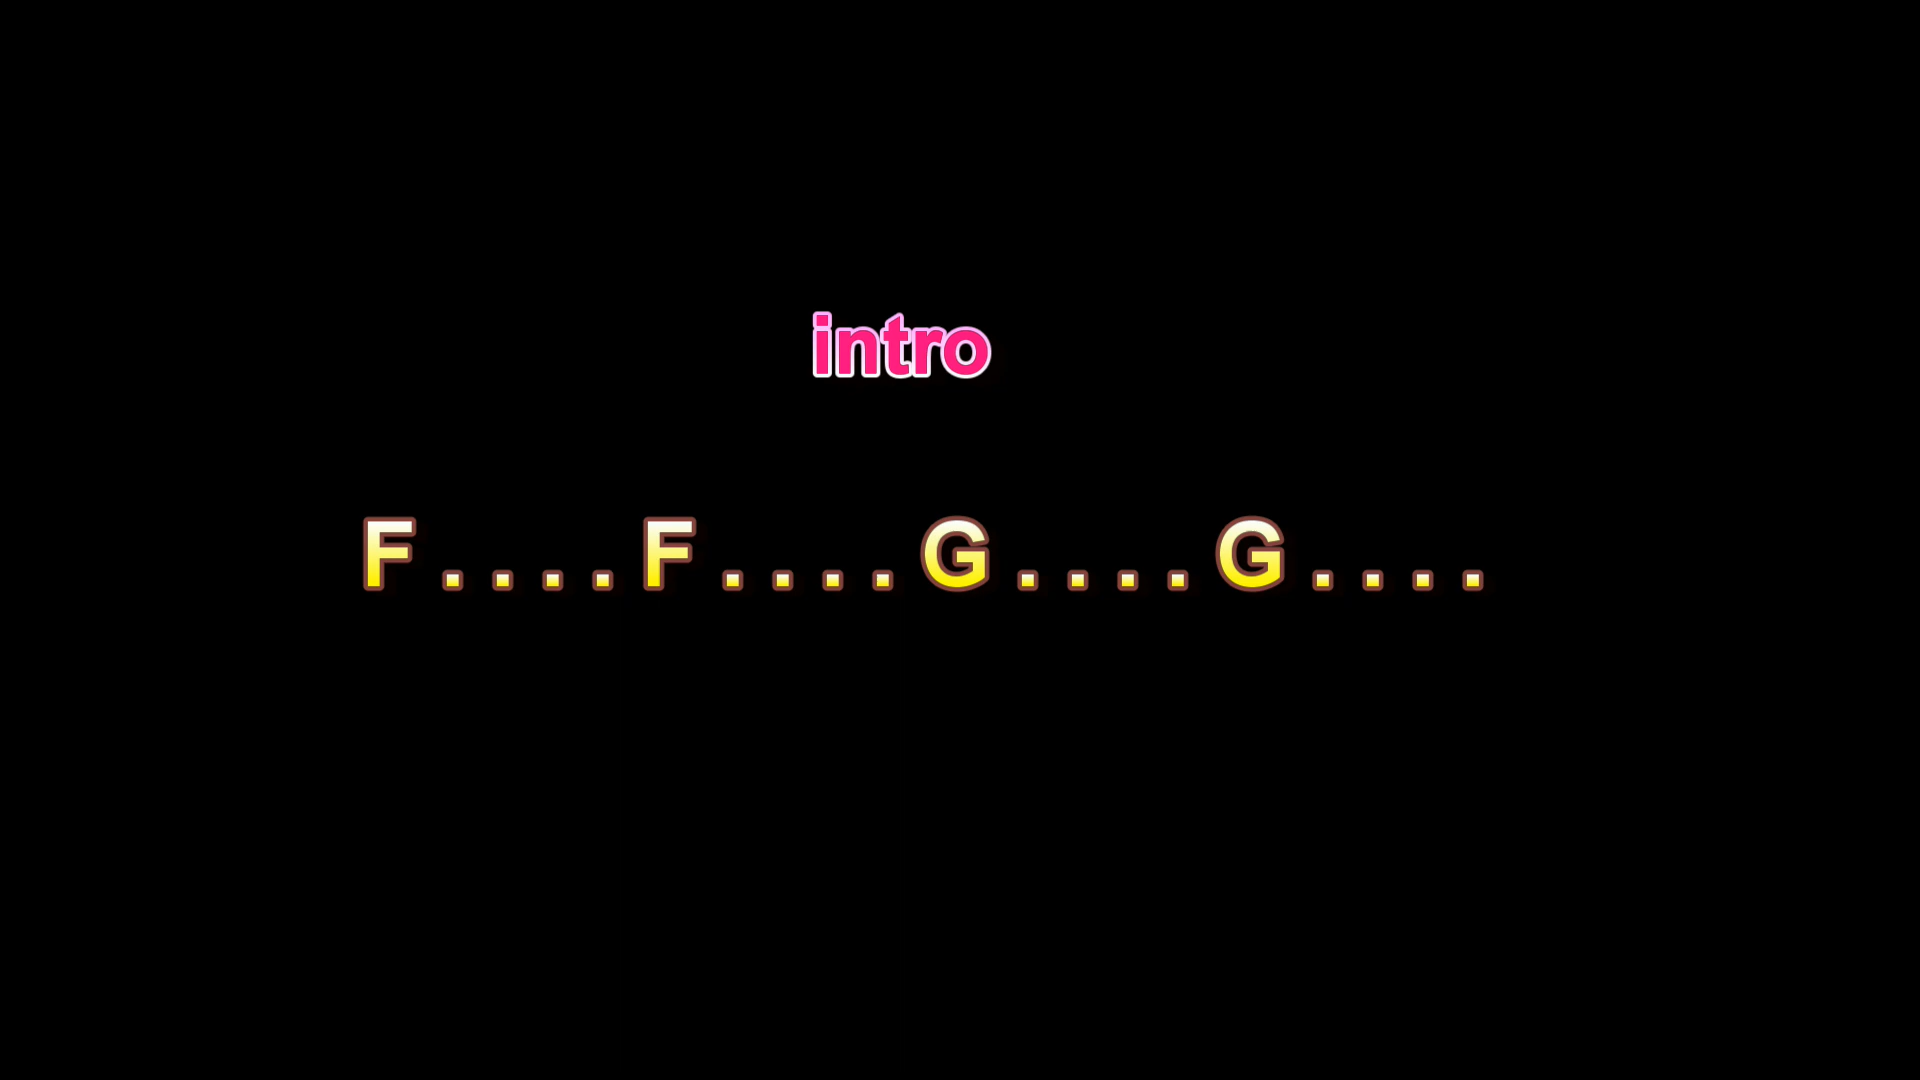 intro
F . . . . F . . . . G . . . . G . . . .